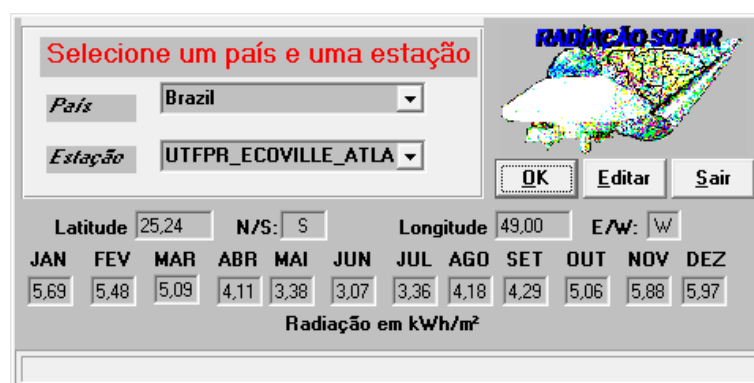 RADIAÇÃO SOLAR
Selecione um país e uma estação
País Brazil
Estação UTFPR_ECOVILLE_ATLA
OK Editar Sair
Latitude 25,24 N/S: S Longitude 49,00 E/W: W
JAN FEV MAR ABR MAI JUN JUL AGO SET OUT NOV DEZ
5,69 5,48 5,09 4,11 3,38 3,07 3,36 4,18 4,29 5,06 5,88 5,97
Radiação em kWh/m²